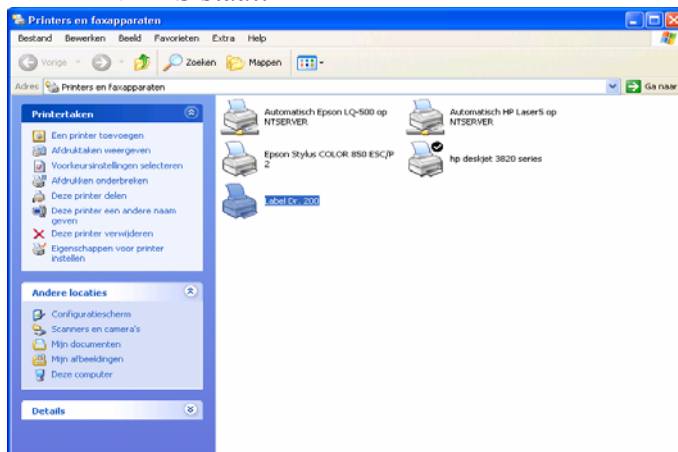 Printers en faxapparaten
Bestand Bewerken Beeld Favorieten Extra Help
Vorige Zoeken Mappen
Adres Printers en faxapparaten Ga naar
Printertaken
Een printer toevoegen
Afdruktaken weergeven
Voorkeursinstellingen selecteren
Afdrukken onderbreken
Deze printer delen
Deze printer een andere naam
geven
Deze printer verwijderen
Eigenschappen voor printer
instellen
Andere locaties
Configuratiescherm
Scanners en camera's
Mijn documenten
Mijn afbeeldingen
Deze computer
Details
Automatisch Epson LQ-500 op
NTSERVER
Automatisch HP Laser5 op
NTSERVER
Epson Stylus COLOR 850 ESC/P
2
hp deskjet 3820 series
Label Dr. 200